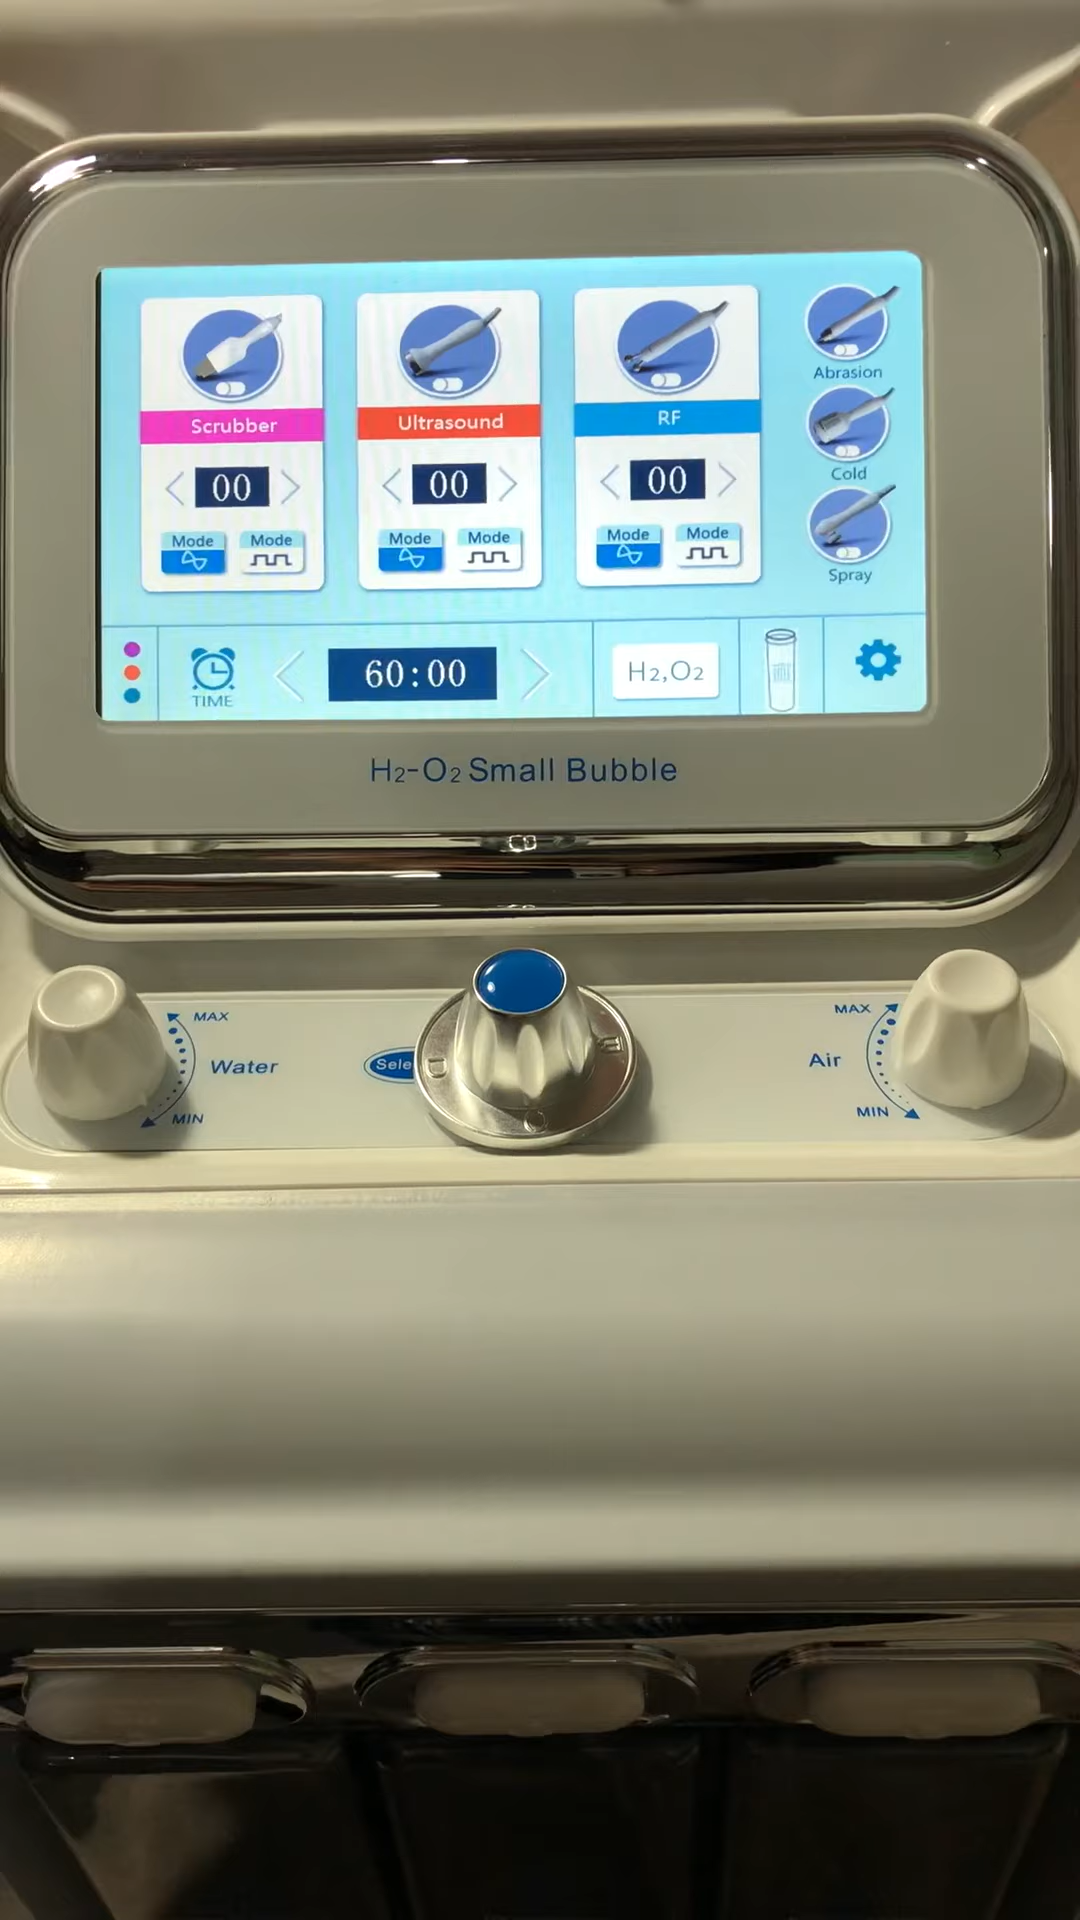 Scrubber
Ultrasound
RF
Abrasion
Cold
Spray
00
00
00
Mode Mode
Mode Mode
Mode Mode
TIME
60:00
H2,O2
H2-O2 Small Bubble
MAX
Water
MIN
D
C
B
MAX
Air
MIN